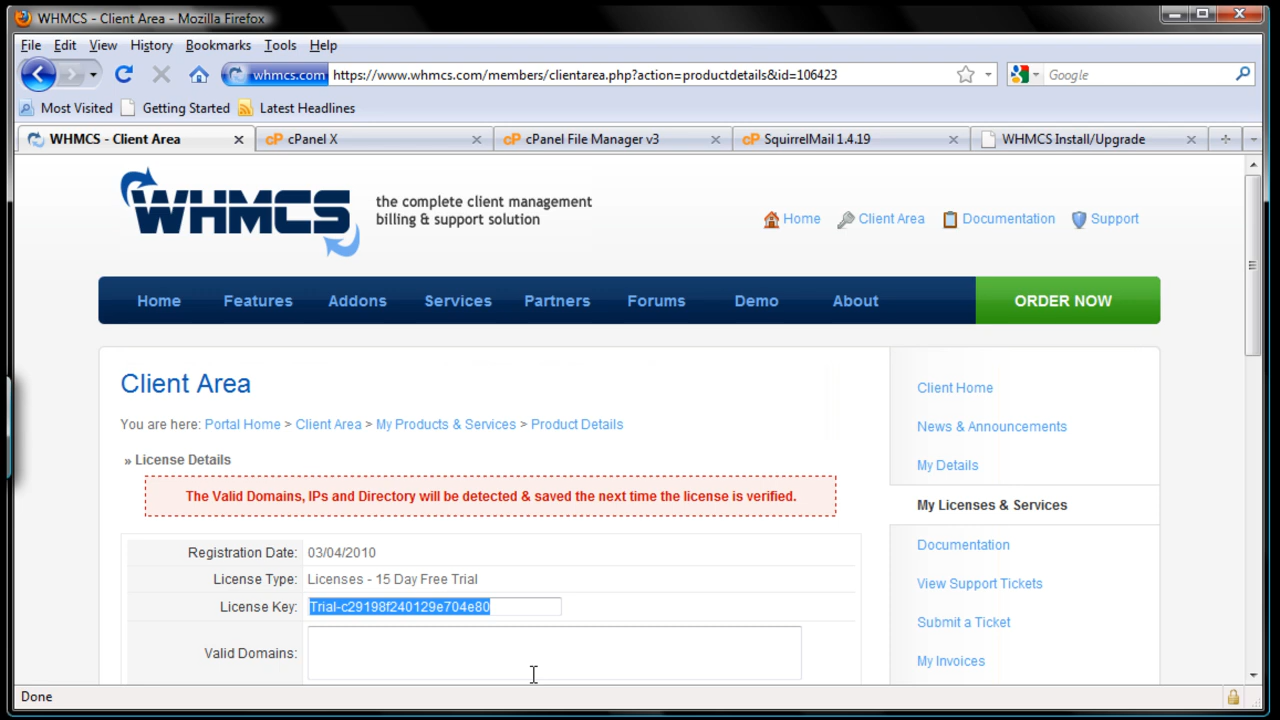 WHMCS - Client Area - Mozilla Firefox
File Edit View History Bookmarks Tools Help
whmcs.com https://www.whmcs.com/members/clientarea.php?action=productdetails&id=106423 Google
Most Visited Getting Started Latest Headlines
WHMCS - Client Area cPanel X cPanel File Manager v3 SquirrelMail 1.4.19 WHMCS Install/Upgrade
WHMCS
the complete client management
billing & support solution
Home Client Area Documentation Support
Home Features Addons Services Partners Forums Demo About ORDER NOW
Client Area
You are here: Portal Home > Client Area > My Products & Services > Product Details
» License Details
The Valid Domains, IPs and Directory will be detected & saved the next time the license is verified.
Registration Date: 03/04/2010
License Type: Licenses - 15 Day Free Trial
License Key: Trial-c29198f240129e704e80
Valid Domains:
Client Home
News & Announcements
My Details
My Licenses & Services
Documentation
View Support Tickets
Submit a Ticket
My Invoices
Done